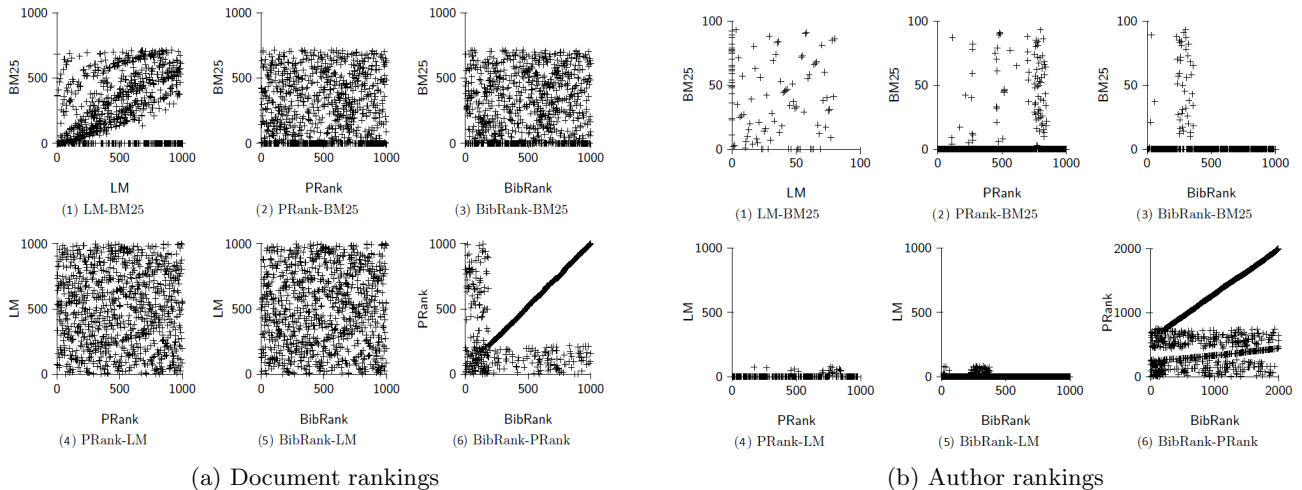 1000
BM25
500
0
0
500
1000
LM
(1) LM-BM25
1000
BM25
500
0
0
500
1000
PRank
(2) PRank-BM25
1000
BM25
500
0
0
500
1000
BibRank
(3) BibRank-BM25
1000
LM
500
0
0
500
1000
PRank
(4) PRank-LM
1000
LM
500
0
0
500
1000
BibRank
(5) BibRank-LM
1000
PRank
500
0
0
500
1000
BibRank
(6) BibRank-PRank
(a) Document rankings
100
BM25
50
0
0
50
100
LM
(1) LM-BM25
100
BM25
50
0
0
500
1000
PRank
(2) PRank-BM25
100
BM25
50
0
0
500
1000
BibRank
(3) BibRank-BM25
1000
LM
500
0
0
500
1000
PRank
(4) PRank-LM
1000
LM
500
0
0
500
1000
BibRank
(5) BibRank-LM
2000
PRank
1000
0
0
1000
2000
BibRank
(6) BibRank-PRank
(b) Author rankings